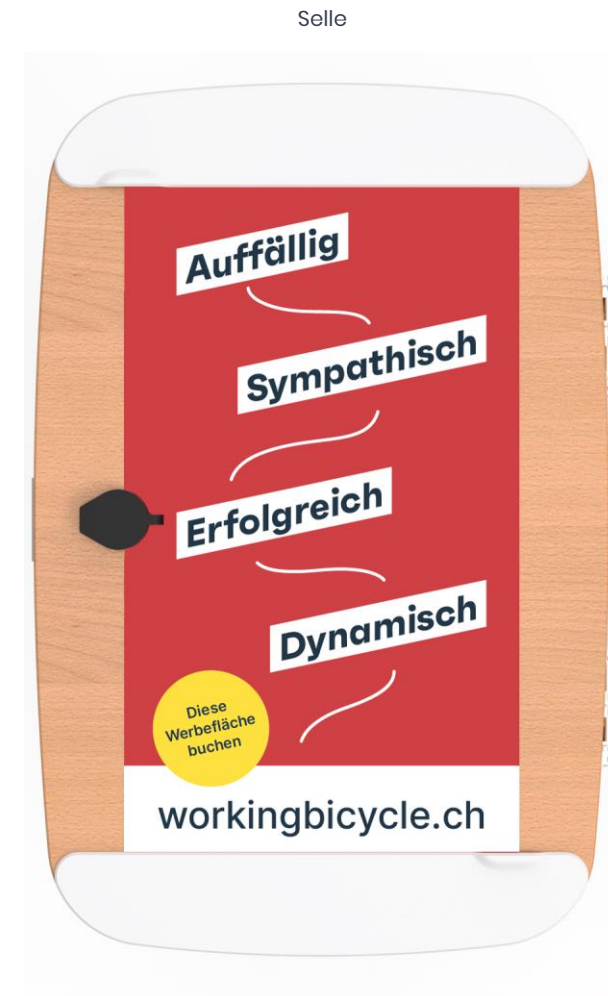 Selle
Auffällig
Sympathisch
Erfolgreich
Dynamisch
Diese
Werbefläche
buchen
workingbicycle.ch